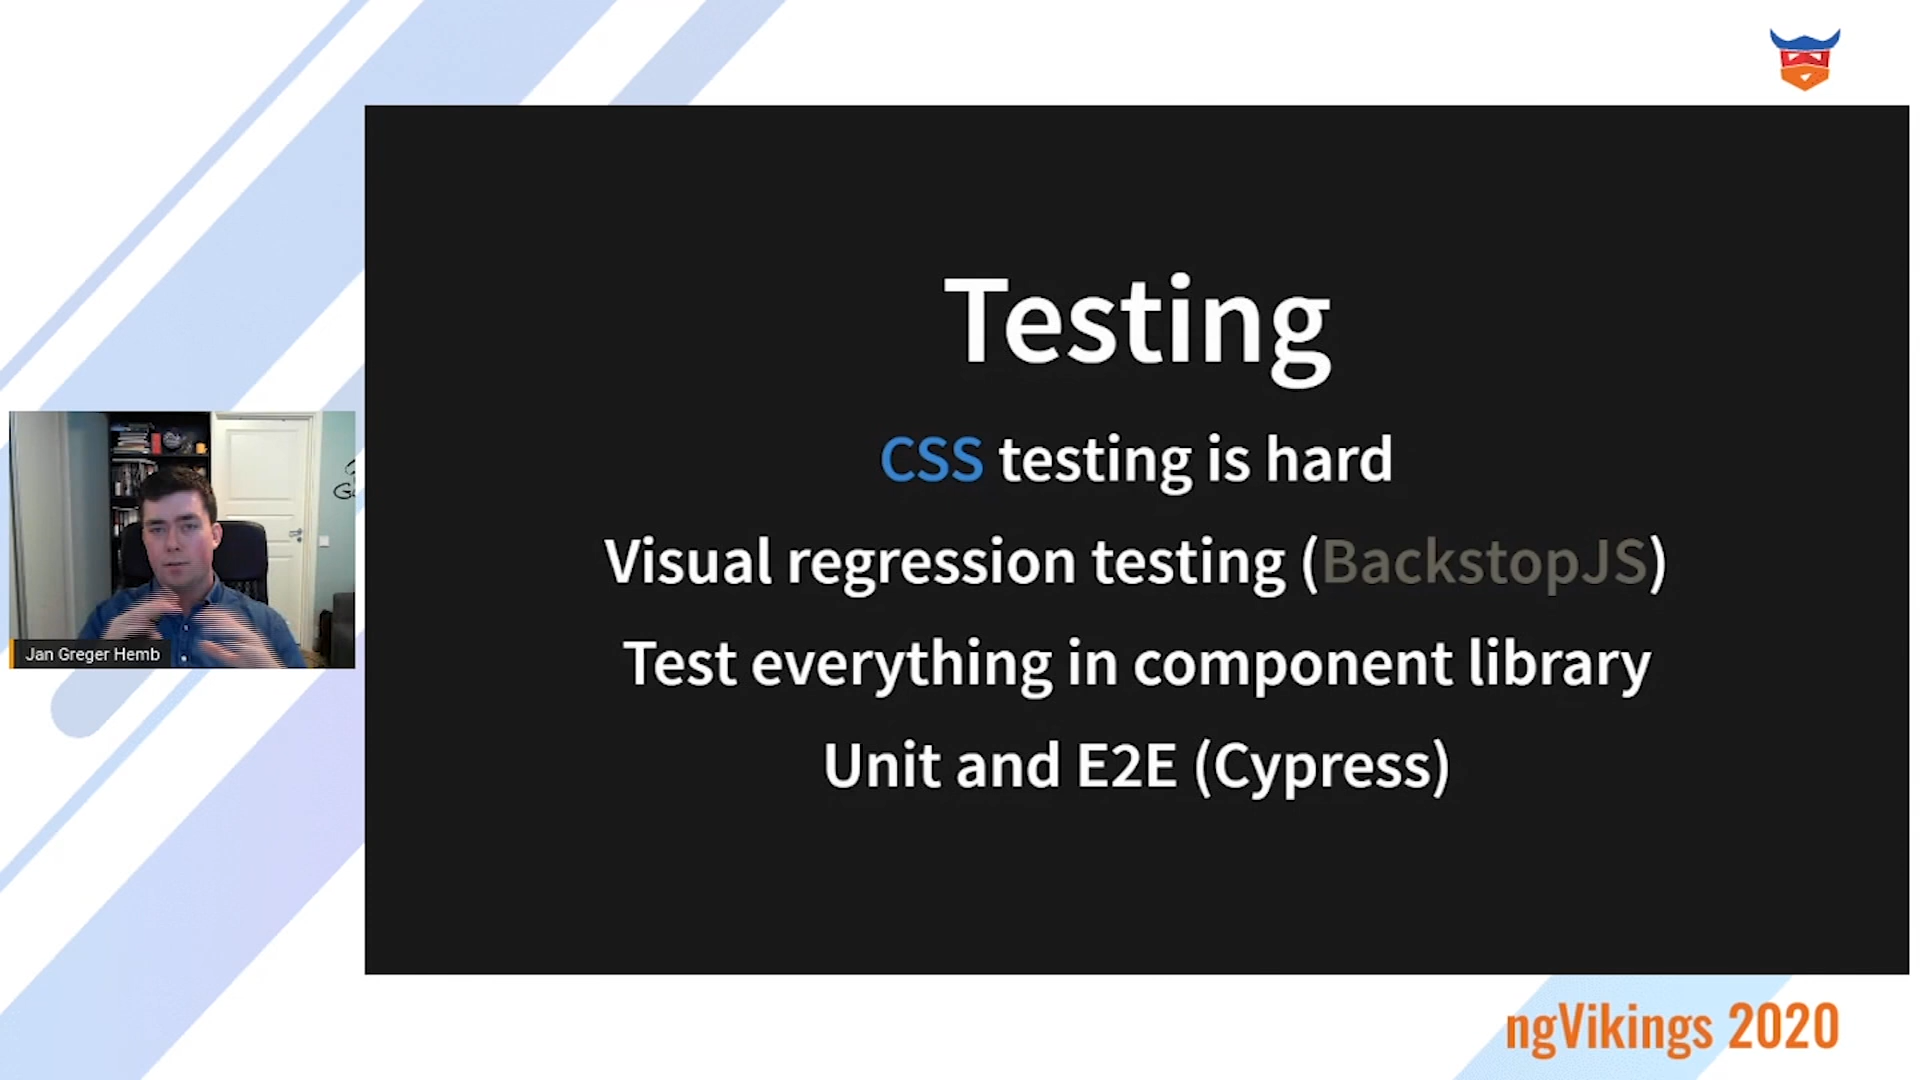 Testing
CSS testing is hard
Visual regression testing (BackstopJS)
Test everything in component library
Unit and E2E (Cypress)
Jan Greger Hemb
ngVikings 2020